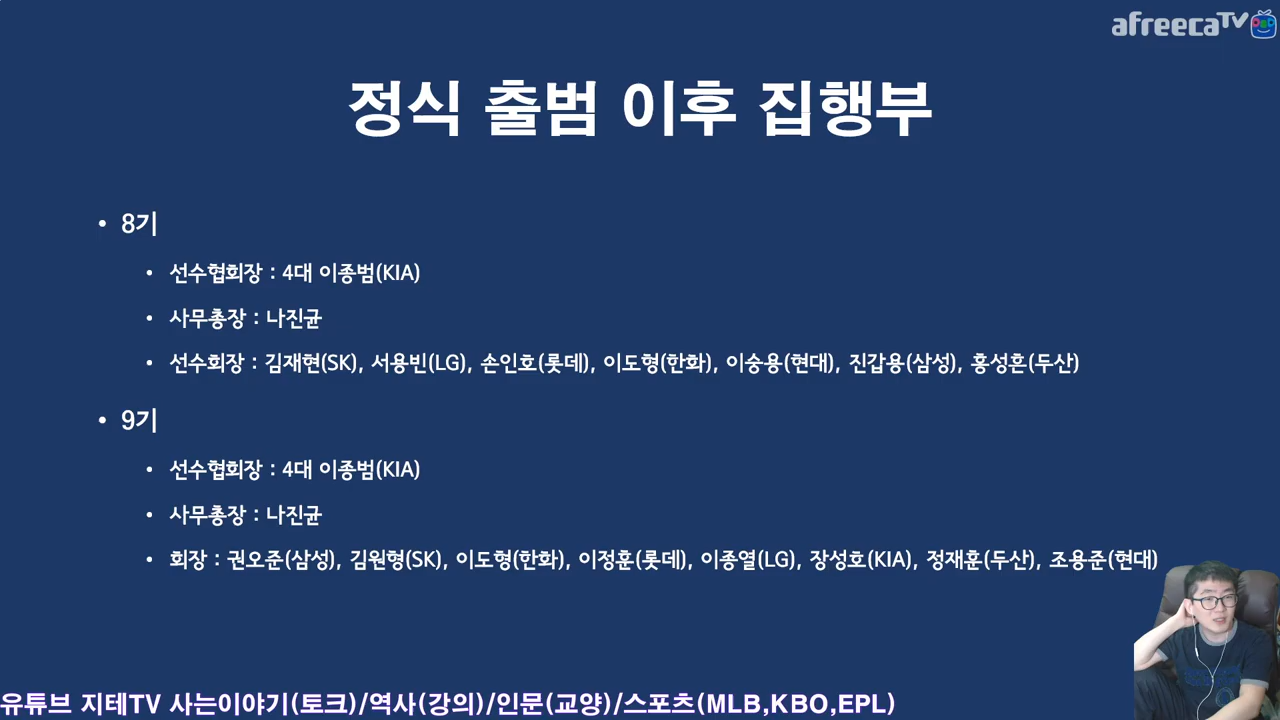 afreecaTV
정식 출범 이후 집행부
• 8기
• 선수협회장 : 4대 이종범(KIA)
• 사무총장 : 나진균
• 선수회장 : 김재현(SK), 서용빈(LG), 손인호(롯데), 이도형(한화), 이숭용(현대), 진갑용(삼성), 홍성흔(두산)
• 9기
• 선수협회장 : 4대 이종범(KIA)
• 사무총장 : 나진균
• 회장 : 권오준(삼성), 김원형(SK), 이도형(한화), 이정훈(롯데), 이종열(LG), 장성호(KIA), 정재훈(두산), 조용준(현대)
유튜브 지테TV 사는이야기(토크)/역사(강의)/인문(교양)/스포츠(MLB,KBO,EPL)